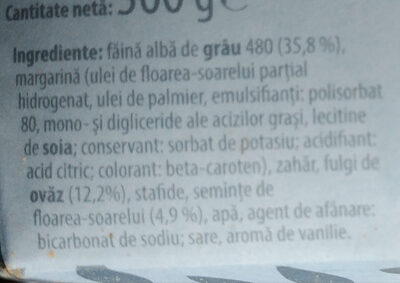 Cantitate netă: 500 g℮
Ingrediente: făină albă de grâu 480 (35,8 %),
margarină (ulei de floarea-soarelui parțial
hidrogenat, ulei de palmier, emulsifianți: polisorbat
80, mono- și digliceride ale acizilor grași, lecitine
de soia; conservant: sorbat de potasiu; acidifiant:
acid citric; colorant: beta-caroten), zahăr, fulgi de
ovăz (12,2%), stafide, semințe de
floarea-soarelui (4,9 %), apă, agent de afânare:
bicarbonat de sodiu; sare, aromă de vanilie.